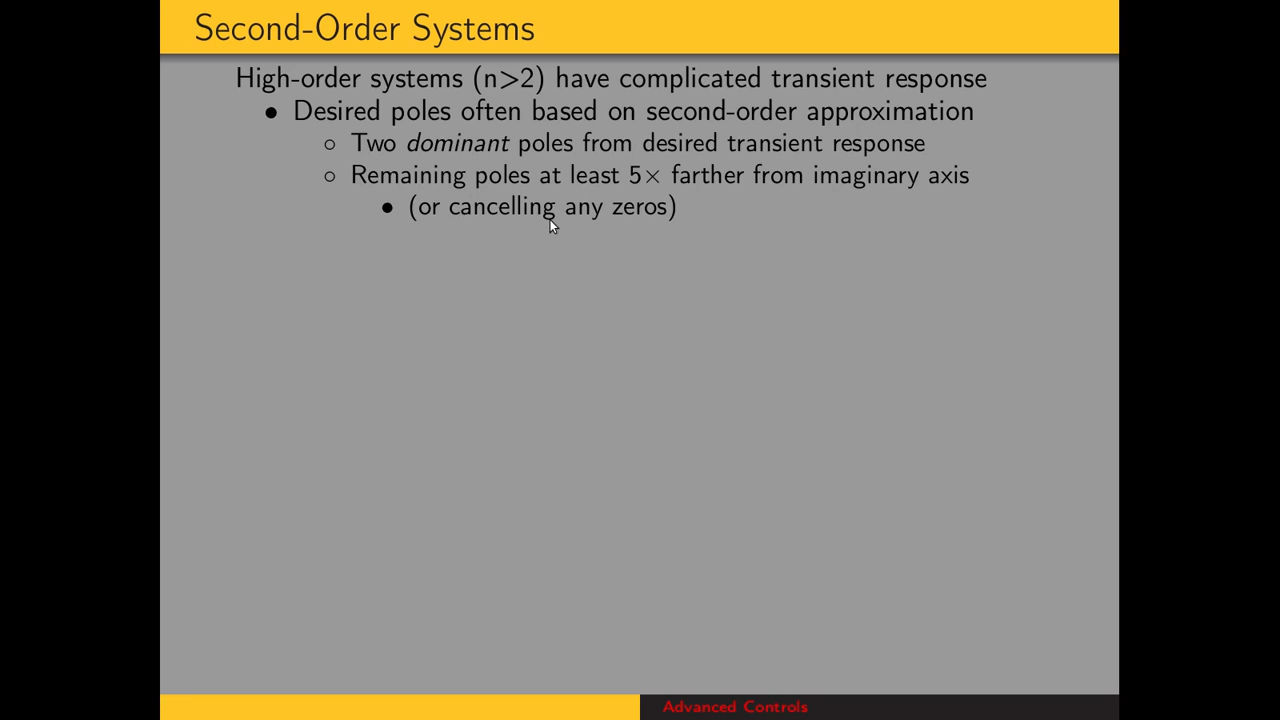 Second-Order Systems
High-order systems (n>2) have complicated transient response
• Desired poles often based on second-order approximation
◦ Two dominant poles from desired transient response
◦ Remaining poles at least 5× farther from imaginary axis
• (or cancelling any zeros)
Advanced Controls